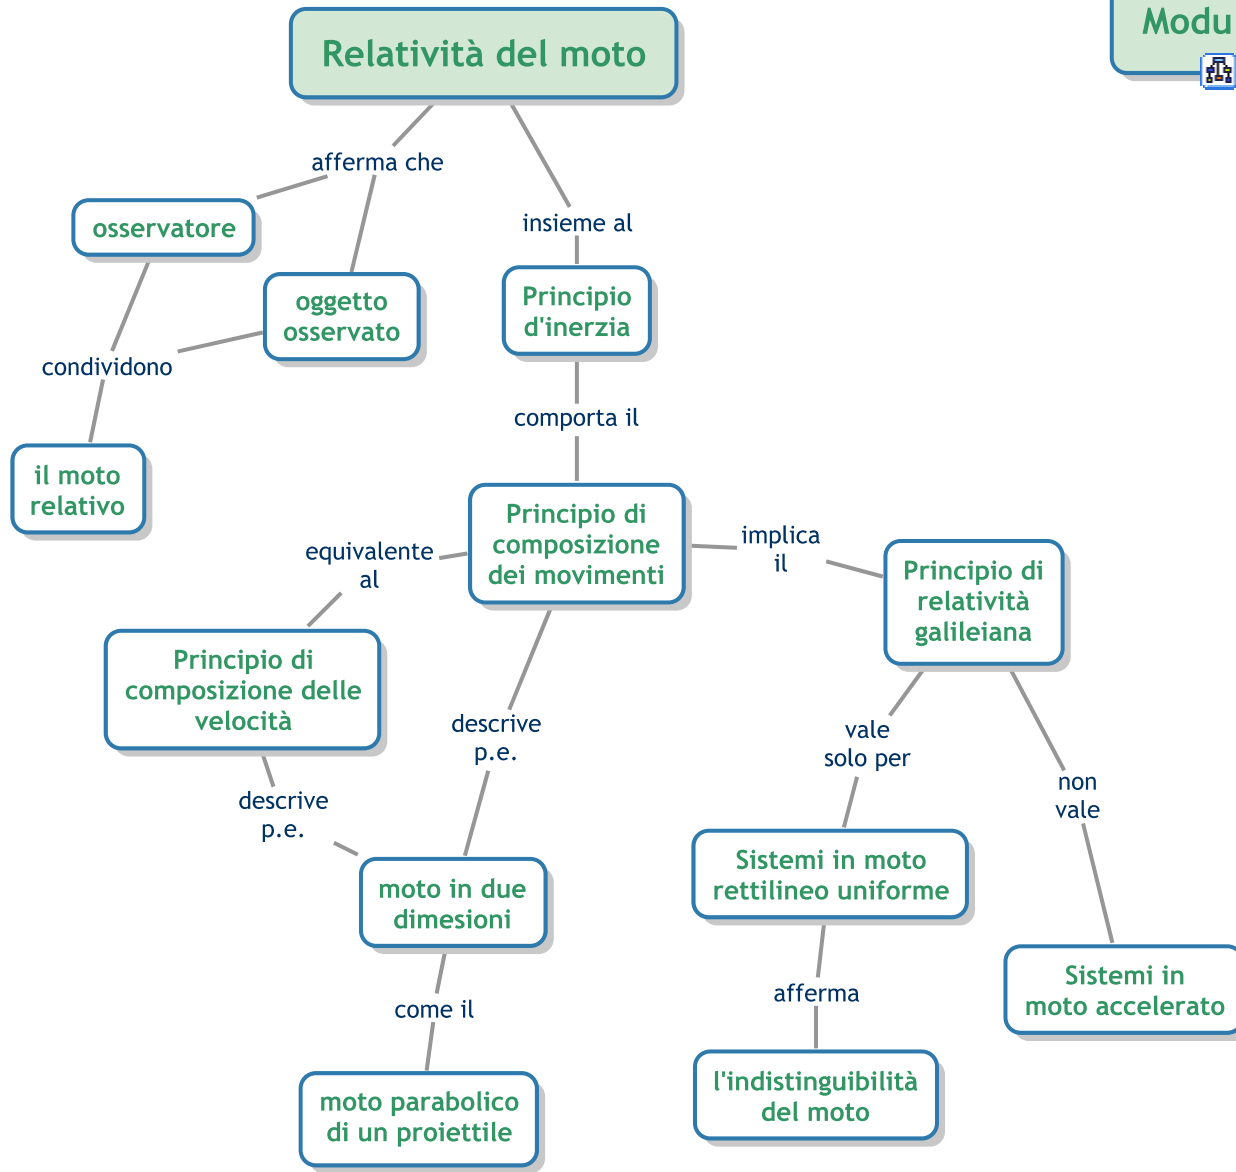 Relatività del moto
Modu
afferma che
osservatore
insieme al
oggetto
osservato
Principio
d'inerzia
condividono
comporta il
il moto
relativo
Principio di
composizione
dei movimenti
equivalente
al
implica
il
Principio di
relatività
galileiana
Principio di
composizione delle
velocità
descrive
p.e.
vale
solo per
non
vale
descrive
p.e.
Sistemi in moto
rettilineo uniforme
moto in due
dimesioni
Sistemi in
moto accelerato
afferma
come il
l'indistinguibilità
del moto
moto parabolico
di un proiettile